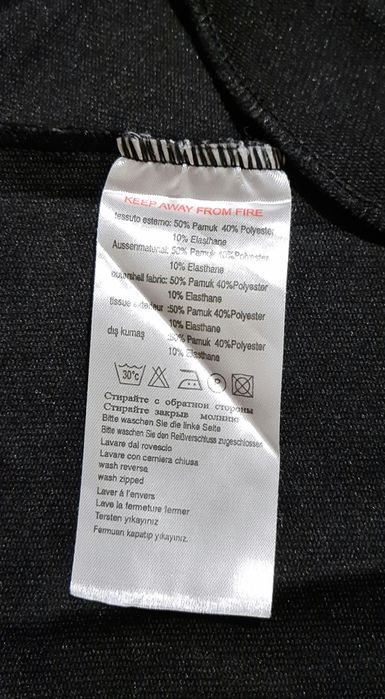 KEEP AWAY FROM FIRE
tessuto esterno: 50% Pamuk 40% Polyester
10% Elasthane
Aussenmaterial: 50% Pamuk 40%Polyester
10% Elasthane
outershell fabric: 50% Pamuk 40%Polyester
10% Elasthane
tissue exterieur :50% Pamuk 40%Polyester
10% Elasthane
dış kumaş :50% Pamuk 40%Polyester
10% Elasthane
30°C
Стирайте с обратной стороны
Стирайте закрыв молнию
Bitte waschen Sie die linke Seite
Bitte waschen Sie den Reißverschluss zugeschlossen
Lavare dal rovescio
Lavare con cerniera chiusa
wash reversa
wash zipped
Laver á l'envers
Lave la fermeture fermer
Tersten yıkayınız
Fermuarı kapatıp yıkayınız.